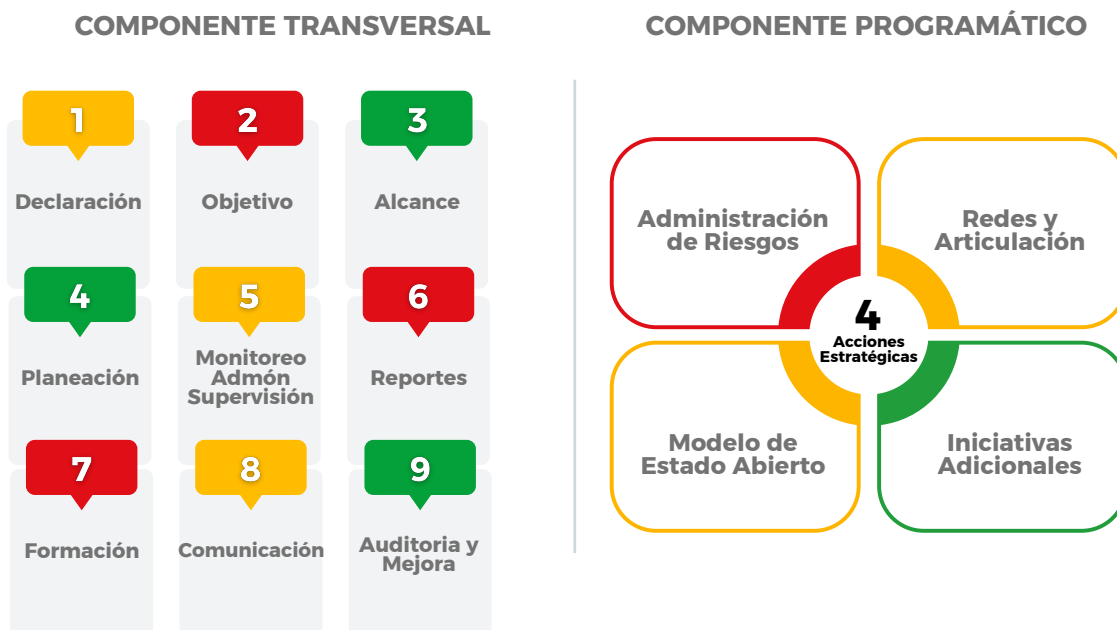 COMPONENTE TRANSVERSAL
1
Declaración
2
Objetivo
3
Alcance
4
Planeación
5
Monitoreo
Admón
Supervisión
6
Reportes
7
Formación
8
Comunicación
9
Auditoria y
Mejora
COMPONENTE PROGRAMÁTICO
Administración
de Riesgos
Redes y
Articulación
4
Acciones
Estratégicas
Modelo de
Estado Abierto
Iniciativas
Adicionales